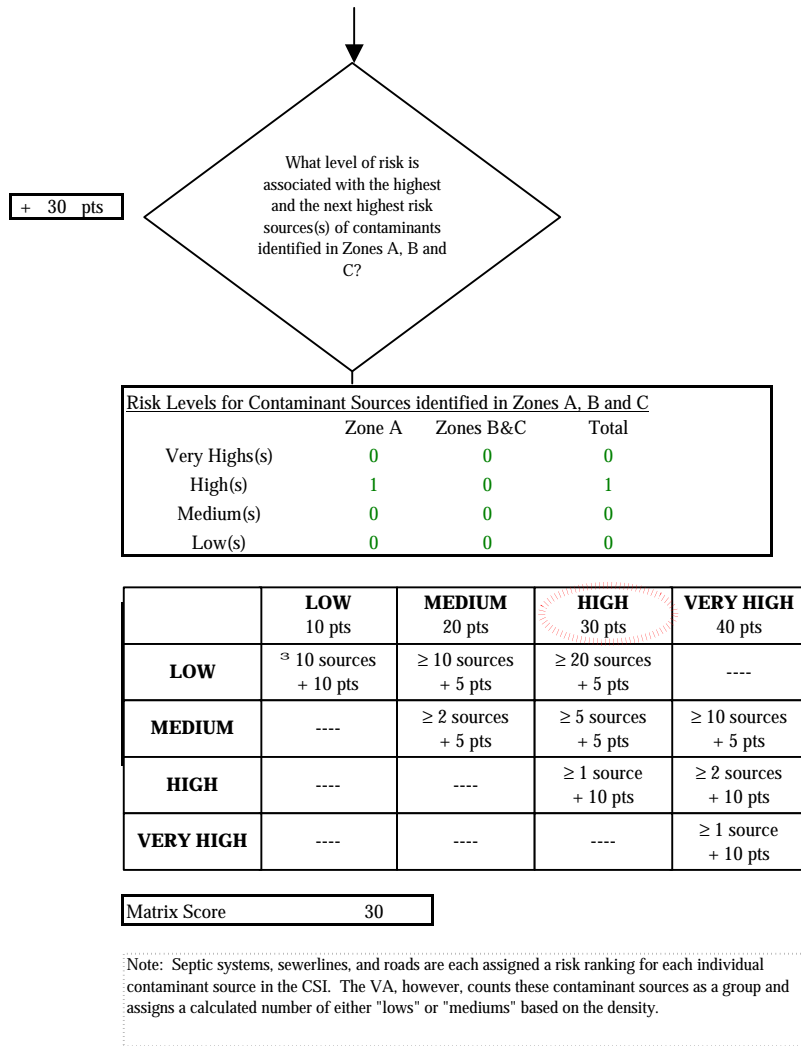 What level of risk is
associated with the highest
and the next highest risk
sources(s) of contaminants
identified in Zones A, B and
C?
+ 30 pts
Risk Levels for Contaminant Sources identified in Zones A, B and C
Zone A Zones B&C Total
Very Highs(s) 0 0 0
High(s) 1 0 1
Medium(s) 0 0 0
Low(s) 0 0 0
LOW MEDIUM HIGH VERY HIGH
10 pts 20 pts 30 pts 40 pts
LOW ³ 10 sources ≥ 10 sources ≥ 20 sources ----
+ 10 pts + 5 pts + 5 pts
MEDIUM ---- ≥ 2 sources ≥ 5 sources ≥ 10 sources
+ 5 pts + 5 pts + 5 pts
HIGH ---- ---- ≥ 1 source ≥ 2 sources
+ 10 pts + 10 pts
VERY HIGH ---- ---- ---- ≥ 1 source
+ 10 pts
Matrix Score 30
Note: Septic systems, sewerlines, and roads are each assigned a risk ranking for each individual
contaminant source in the CSI. The VA, however, counts these contaminant sources as a group and
assigns a calculated number of either "lows" or "mediums" based on the density.